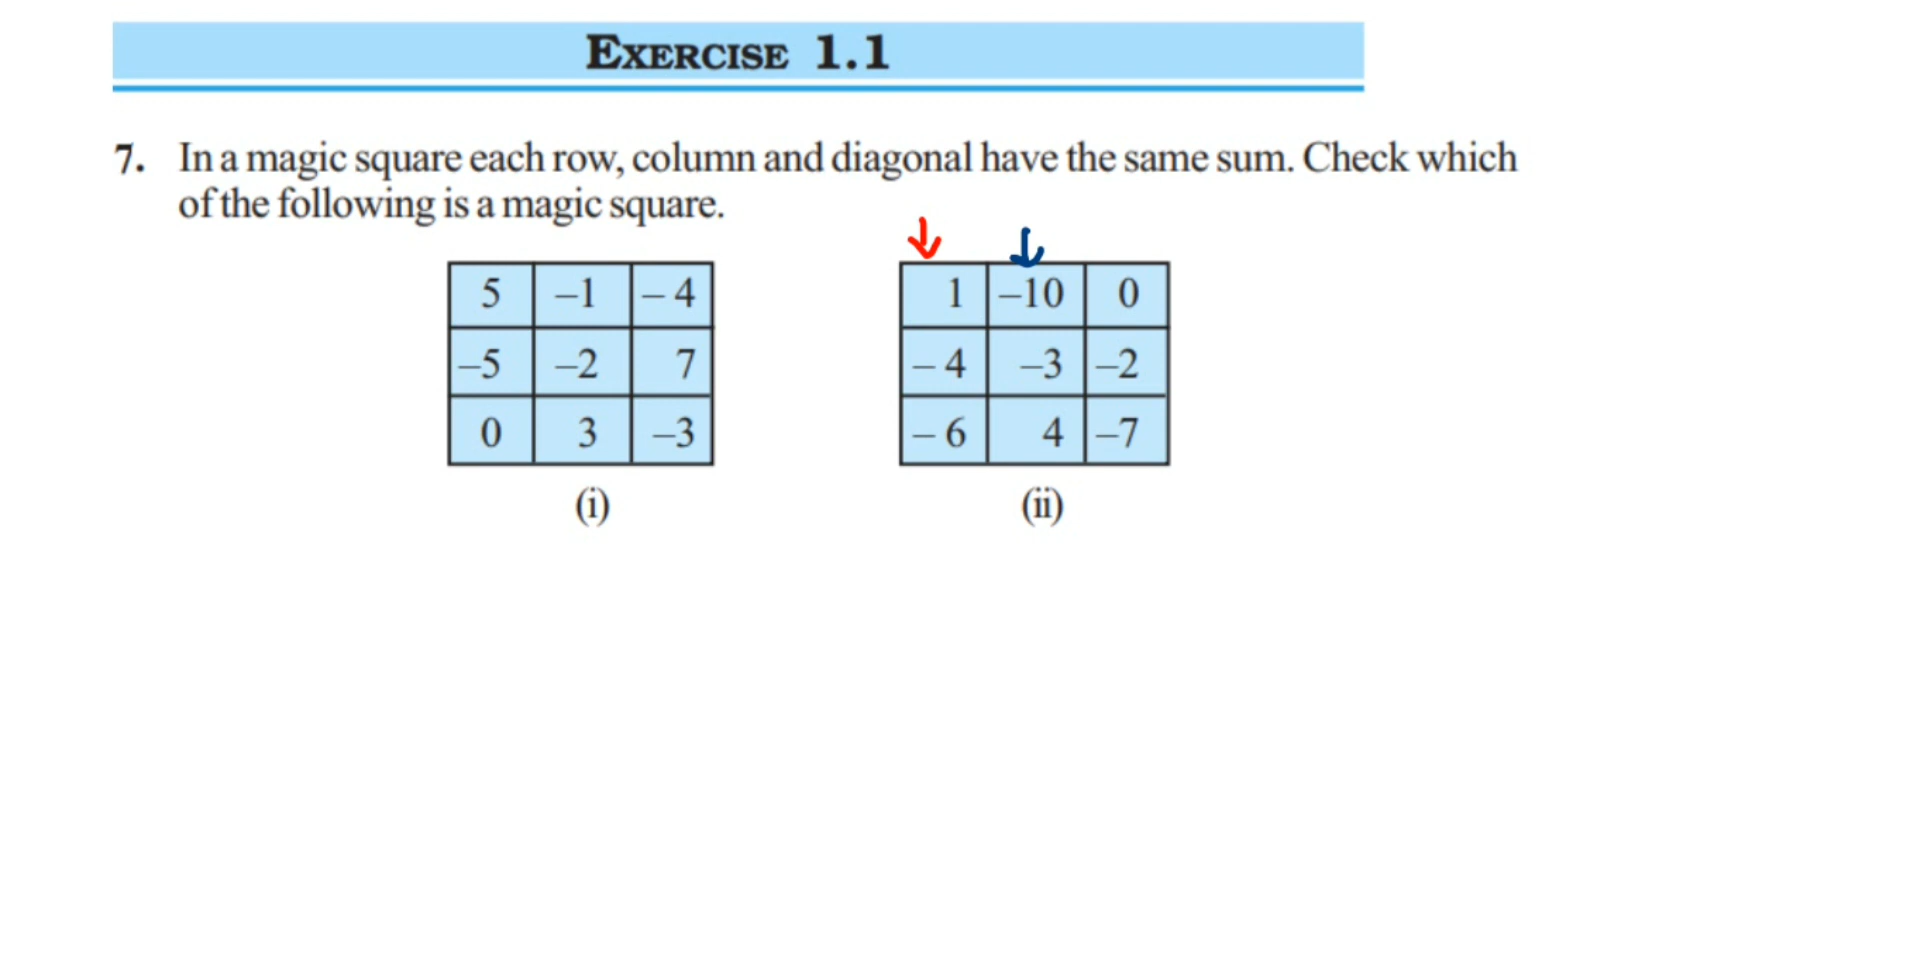 EXERCISE 1.1
7. In a magic square each row, column and diagonal have the same sum. Check which
of the following is a magic square.
5 –1 – 4
–5 –2 7
0 3 –3
(i)
1 –10 0
– 4 –3 –2
– 6 4 –7
(ii)